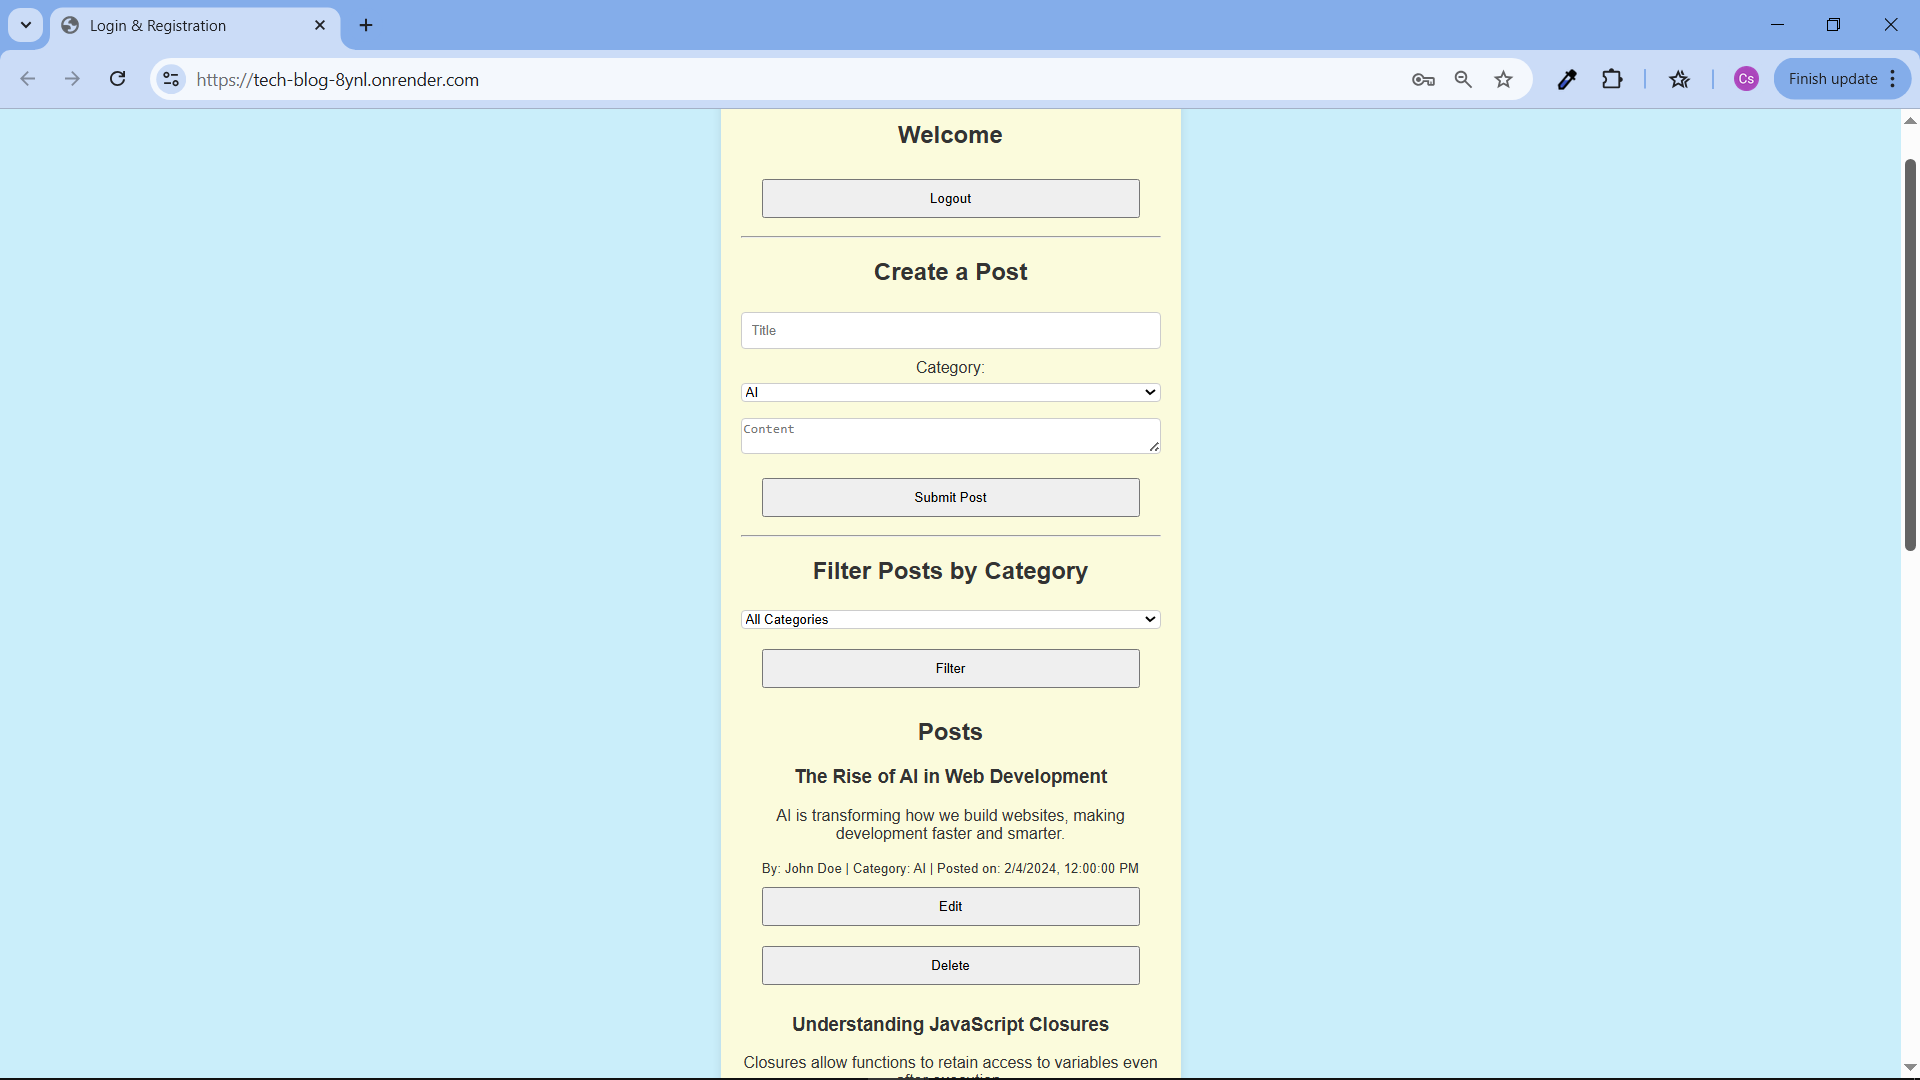 Login & Registration
https://tech-blog-8ynl.onrender.com
Cs
Finish update
Welcome
Logout
Create a Post
Title
Category:
AI
Content
Submit Post
Filter Posts by Category
All Categories
Filter
Posts
The Rise of AI in Web Development
AI is transforming how we build websites, making
development faster and smarter.
By: John Doe | Category: AI | Posted on: 2/4/2024, 12:00:00 PM
Edit
Delete
Understanding JavaScript Closures
Closures allow functions to retain access to variables even